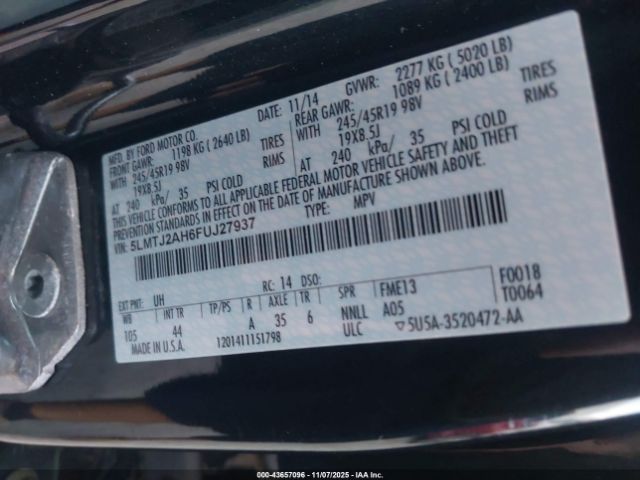 MFD. BY FORD MOTOR CO. DATE: 11/14 GVWR: 2277 KG ( 5020 LB)
FRONT GAWR: 1198 KG ( 2640 LB) REAR GAWR: 1089 KG ( 2400 LB)
WITH 245/45R19 98V TIRES WITH 245/45R19 98V TIRES
19X8.5J RIMS 19X8.5J RIMS
AT 240 kPa/ 35 PSI COLD AT 240 kPa/ 35 PSI COLD
THIS VEHICLE CONFORMS TO ALL APPLICABLE FEDERAL MOTOR VEHICLE SAFETY AND THEFT
PREVENTION STANDARDS IN EFFECT ON THE DATE OF MANUFACTURE SHOWN ABOVE.
VIN: 5LMTJ2AH6FUJ27937 TYPE: MPV
EXT PNT: UH RC: 14 DSO:
WB INT TR TP/PS R AXLE TR SPR FME13 F0018
105 44 A 35 6 NNLL A05 T0064
MADE IN U.S.A. 1201411151798 ULC ▽5U5A-3520472-AA
00-43657096 - 11/07/2025 - IAA Inc.